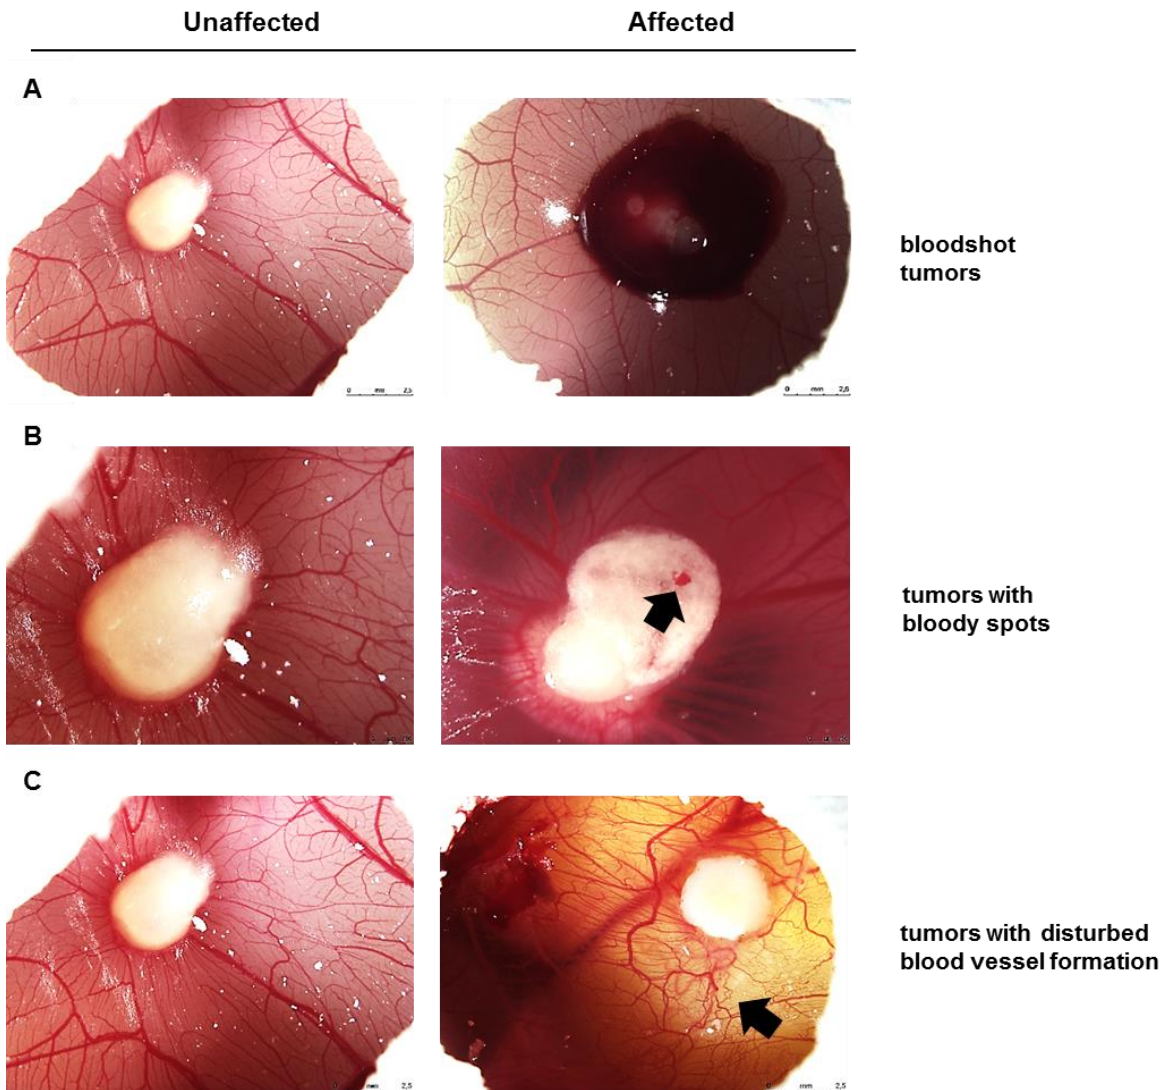 Unaffected Affected
A
bloodshot
tumors
0 mm 2,5
0 mm 2,5
B
tumors with
bloody spots
C
tumors with disturbed
blood vessel formation
mm 2,5
0 mm 2,5